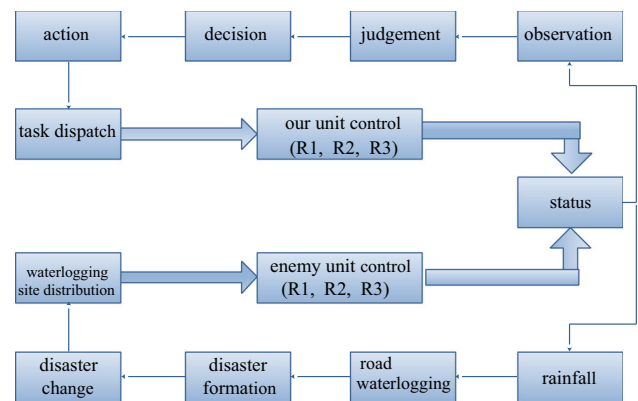 action
decision
judgement
observation
task dispatch
our unit control
(R1, R2, R3)
status
waterlogging
site distribution
enemy unit control
(R1, R2, R3)
disaster
change
disaster
formation
road
waterlogging
rainfall